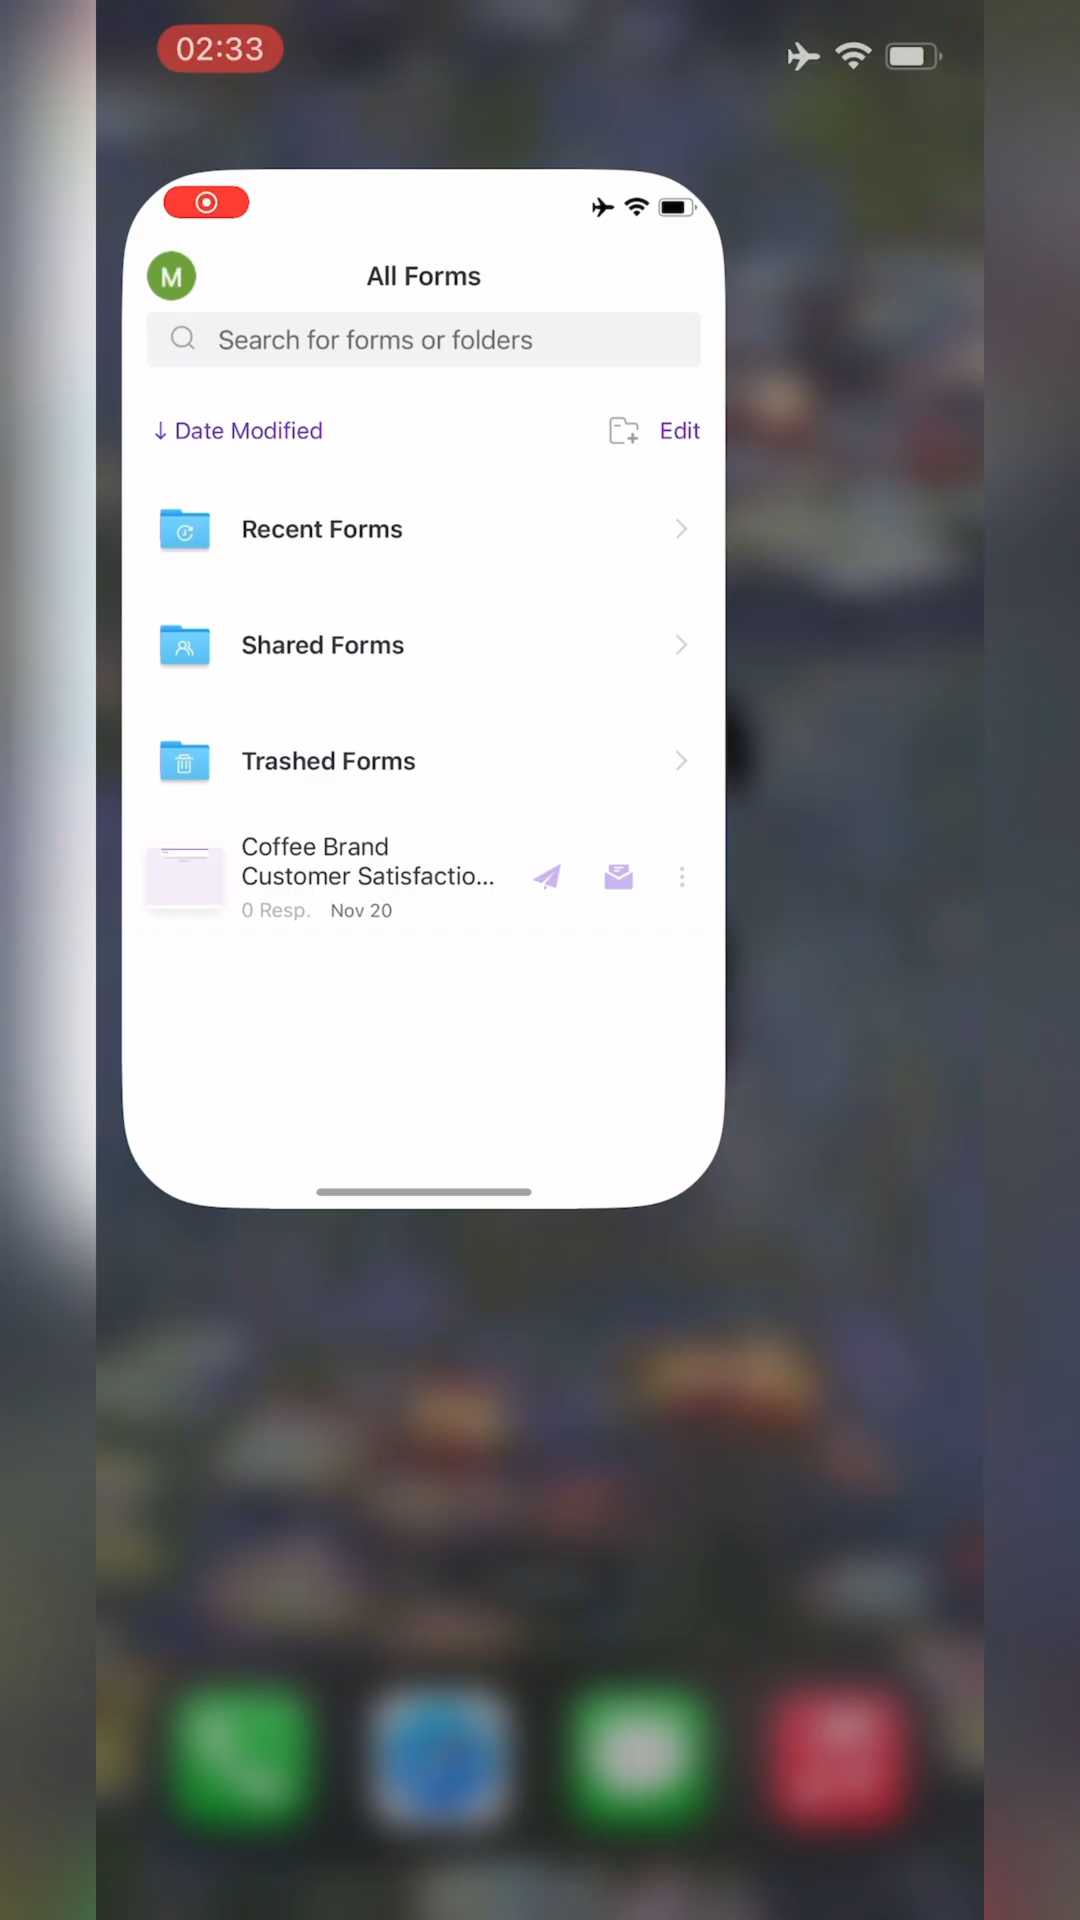 02:33
M
All Forms
Search for forms or folders
↓ Date Modified
Edit
Recent Forms
Shared Forms
Trashed Forms
Coffee Brand
Customer Satisfactio...
0 Resp. Nov 20